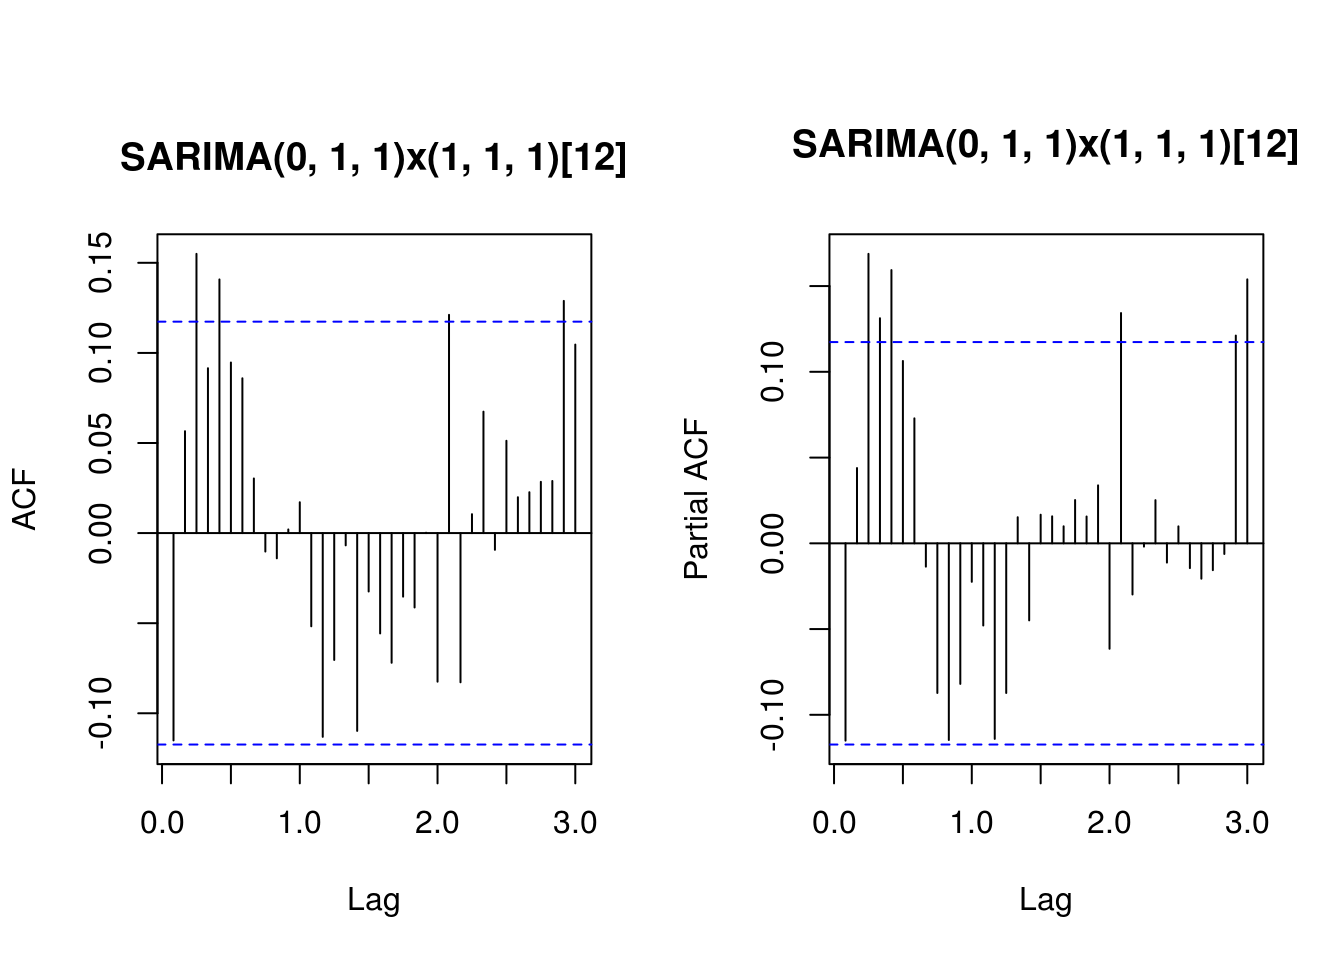 SARIMA(0, 1, 1)x(1, 1, 1)[12]
ACF
0.15
0.10
0.05
0.00
-0.10
0.0 1.0 2.0 3.0
Lag
SARIMA(0, 1, 1)x(1, 1, 1)[12]
Partial ACF
0.10
0.00
-0.10
0.0 1.0 2.0 3.0
Lag